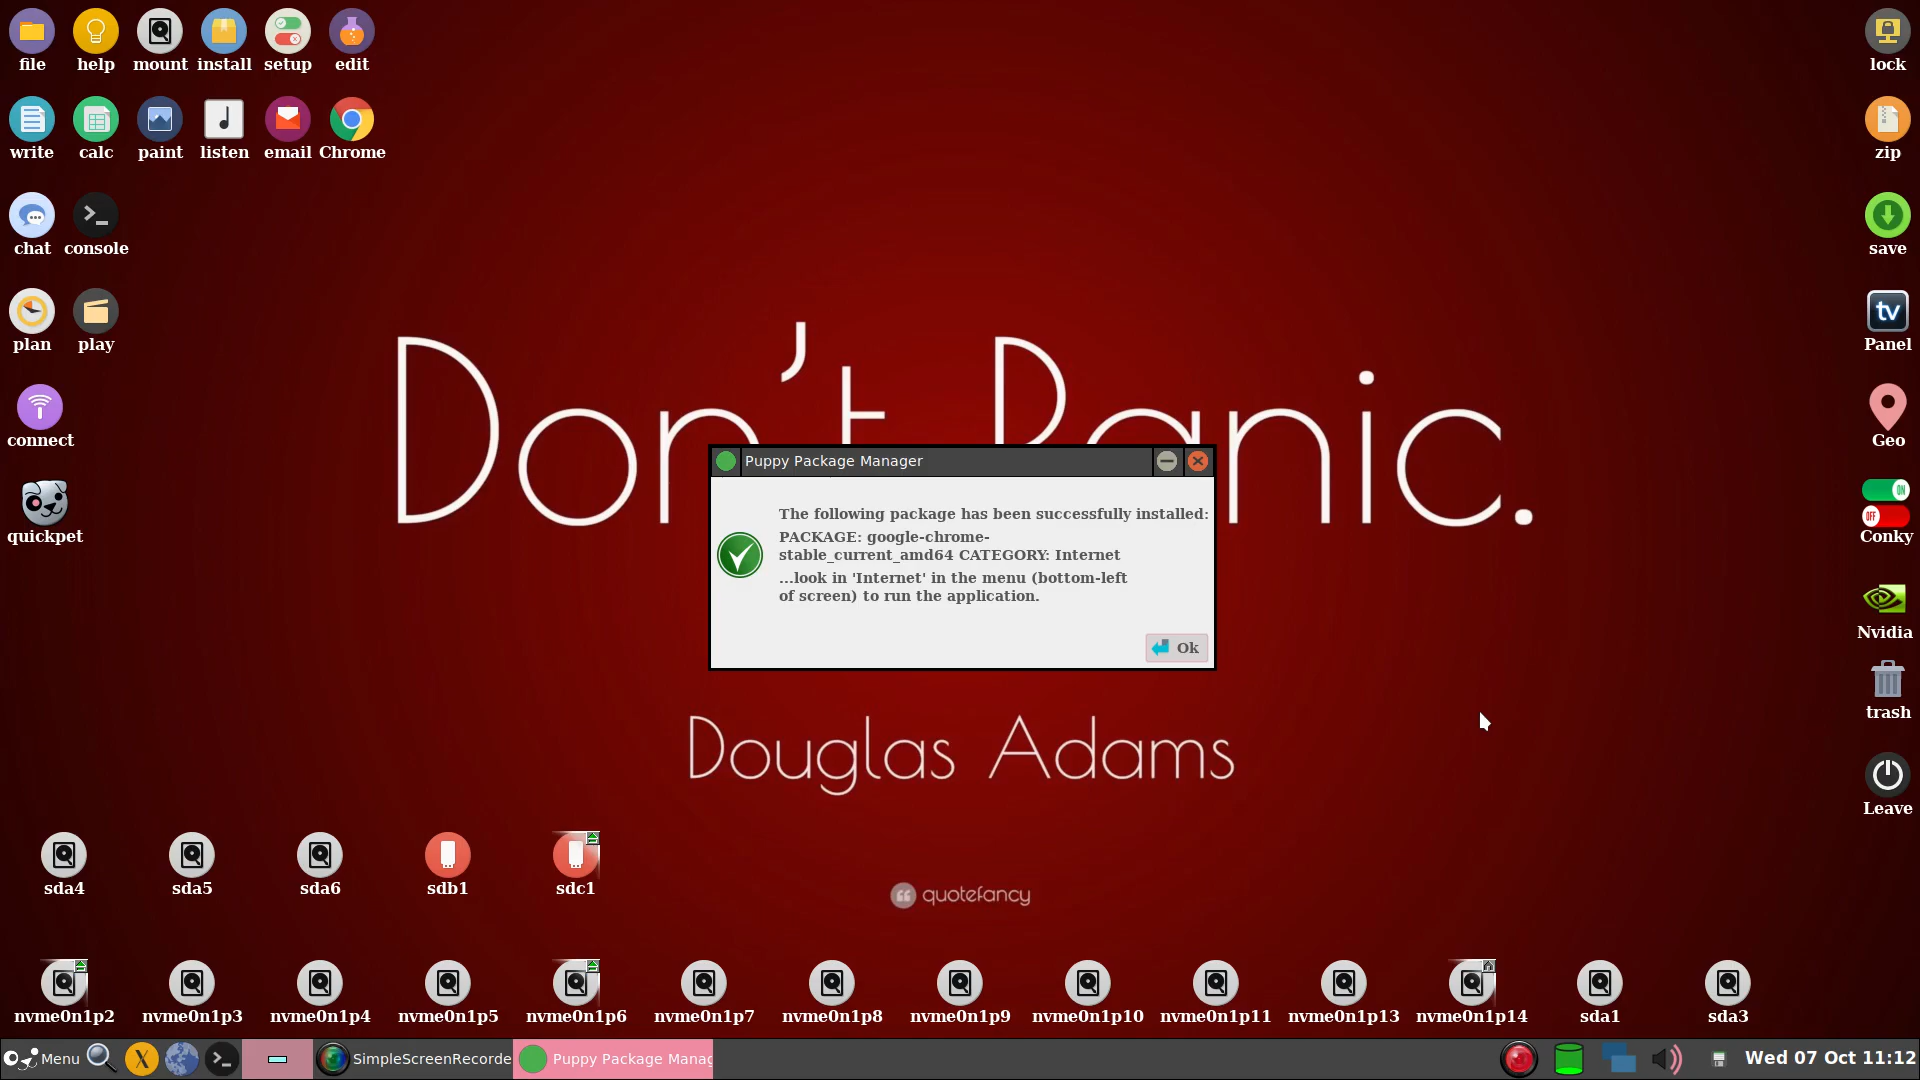 file help mount install setup edit
lock
write calc paint listen email Chrome
zip
chat console
save
plan play
tv
Panel
connect
Geo
quickpet
ON
OFF
Conky
Don't Panic.
Puppy Package Manager
The following package has been successfully installed:
PACKAGE: google-chrome-
stable_current_amd64 CATEGORY: Internet
...look in 'Internet' in the menu (bottom-left
of screen) to run the application.
Ok
Nvidia
trash
Douglas Adams
Leave
sda4 sda5 sda6 sdb1 sdc1
quotefancy
nvme0n1p2 nvme0n1p3 nvme0n1p4 nvme0n1p5 nvme0n1p6 nvme0n1p7 nvme0n1p8 nvme0n1p9 nvme0n1p10 nvme0n1p11 nvme0n1p13 nvme0n1p14 sda1 sda3
Menu X SimpleScreenRecorde Puppy Package Manag Wed 07 Oct 11:12